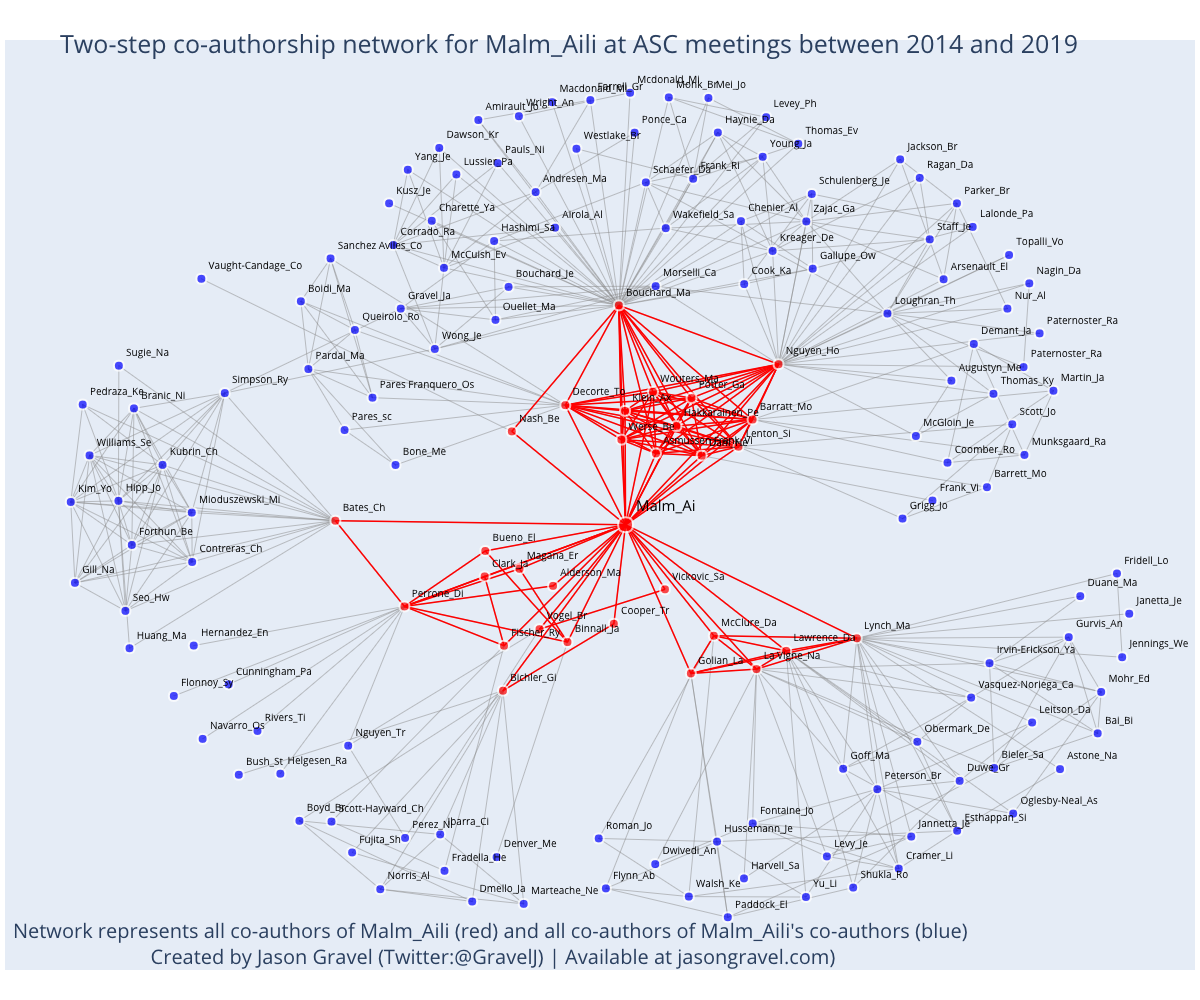 Two-step co-authorship network for Malm_Aili at ASC meetings between 2014 and 2019
Mcdonald_Mi
Farrell_Gr
Macdonald_Mi
Monk_Br
Mei_Jo
Wright_An
Amirault_Jo
Levey_Ph
Ponce_Ca
Haynie_Da
Westlake_Br
Dawson_Kr
Thomas_Ev
Young_Ja
Pauls_Ni
Yang_Je
Lussier_Pa
Jackson_Br
Frank_Ri
Schaefer_Da
Ragan_Da
Andresen_Ma
Schulenberg_Je
Kusz_Je
Parker_Br
Charette_Ya
Chenier_Al
Zajac_Ga
Airola_Al
Wakefield_Sa
Lalonde_Pa
Hashimi_Sa
Staff_Je
Corrado_Ra
Kreager_De
Sanchez Aviles_Co
Topalli_Vo
McCuish_Ev
Gallupe_Ow
Vaught-Candage_Co
Bouchard_Je
Morselli_Ca
Cook_Ka
Arsenault_El
Nagin_Da
Boidi_Ma
Gravel_Ja
Bouchard_Ma
Loughran_Th
Nur_Al
Ouellet_Ma
Queirolo_Ro
Paternoster_Ra
Demant_Ja
Wong_Je
Nguyen_Ho
Sugie_Na
Pardal_Ma
Paternoster_Ra
Augustyn_Me
Simpson_Ry
Pares Franquero_Os
Wouters_Ma
Potter_Ga
Thomas_Ky
Martin_Ja
Pedraza_Ke
Branic_Ni
Decorte_To
Klein_Ax
Barratt_Mo
Scott_Jo
Pares_sc
Nash_Be
Hakkarainen_Pe
McGloin_Je
Williams_Se
Werse_Be
Lenton_Si
Munksgaard_Ra
Kubrin_Ch
Bone_Me
Frank_Vi
Coomber_Ro
Kim_Yo
Hipp_Jo
Barrett_Mo
Mioduszewski_Mi
Frank_Vi
Grigg_Jo
Bates_Ch
Malm_Ai
Forthun_Be
Contreras_Ch
Bueno_El
Gill_Na
Clark_Ja
Magana_Er
Alderson_Ma
Vickovic_Sa
Fridell_Lo
Duane_Ma
Seo_Hw
Perrone_Di
Janetta_Je
Huang_Ma
Hernandez_En
Vogel_Br
Cooper_Tr
Fischer_Ry
Binnall_Ja
McClure_Da
Lawrence_Da
Lynch_Ma
Gurvis_An
Jennings_We
Irvin-Erickson_Ya
Golian_La
La Vigne_Na
Mohr_Ed
Flonnoy_Sy
Cunningham_Pa
Bichler_Gi
Vasquez-Noriega_Ca
Leitson_Da
Navarro_Os
Rivers_Ti
Nguyen_Tr
Obermark_De
Bai_Bi
Bush_St
Helgesen_Ra
Goff_Ma
Bieler_Sa
Duwe_Gr
Astone_Na
Peterson_Br
Boyd_Br
Scott-Hayward_Ch
Perez_Ni
Ibarra_Ci
Fontaine_Jo
Oglesby-Neal_As
Esthappan_Si
Roman_Jo
Hussemann_Je
Jannetta_Je
Fujita_Sh
Denver_Me
Dwivedi_An
Levy_Je
Fradella_He
Harvell_Sa
Cramer_Li
Norris_Al
Flynn_Ab
Shukla_Ro
Dmello_Ja
Marteache_Ne
Walsh_Ke
Yu_Li
Paddock_El
Network represents all co-authors of Malm_Aili (red) and all co-authors of Malm_Aili's co-authors (blue)
Created by Jason Gravel (Twitter:@GravelJ) | Available at jasongravel.com)